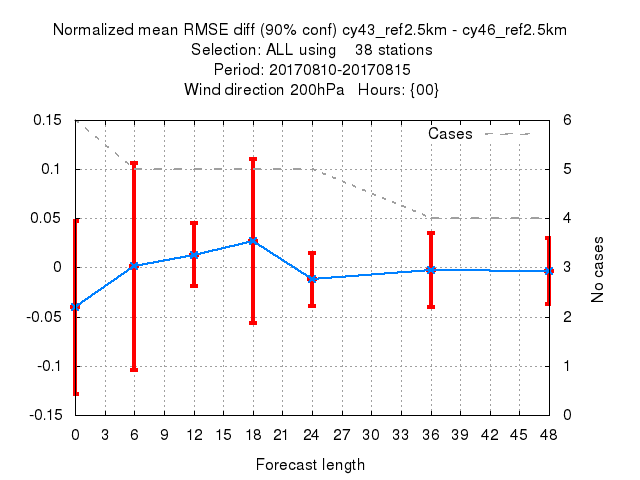 Normalized mean RMSE diff (90% conf) cy43_ref2.5km - cy46_ref2.5km
Selection: ALL using    38 stations
Period: 20170810-20170815
Wind direction 200hPa   Hours: {00}
Cases
0.15
0.1
0.05
0
-0.05
-0.1
-0.15
6
5
4
3
2
1
0
No cases
0 3 6 9 12 15 18 21 24 27 30 33 36 39 42 45 48
Forecast length